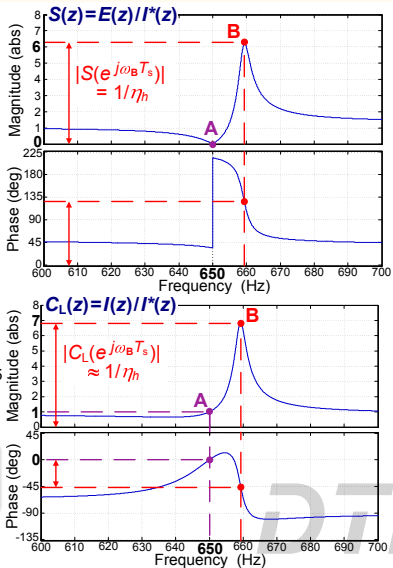 S(z)=E(z)/I*(z)
Magnitude (abs)
6
5
4
3
2
1
0
B
|S(e^{jω_B T_s})|
= 1/η_h
A
Phase (deg)
225
180
135
90
45
0
600 610 620 630 640 650 660 670 680 690 700
Frequency (Hz)
C_L(z)=I(z)/I*(z)
Magnitude (abs)
7
6
5
4
3
2
1
0
B
|C_L(e^{jω_B T_s})|
≈ 1/η_h
A
Phase (deg)
45
0
-45
-90
-135
600 610 620 630 640 650 660 670 680 690 700
Frequency (Hz)